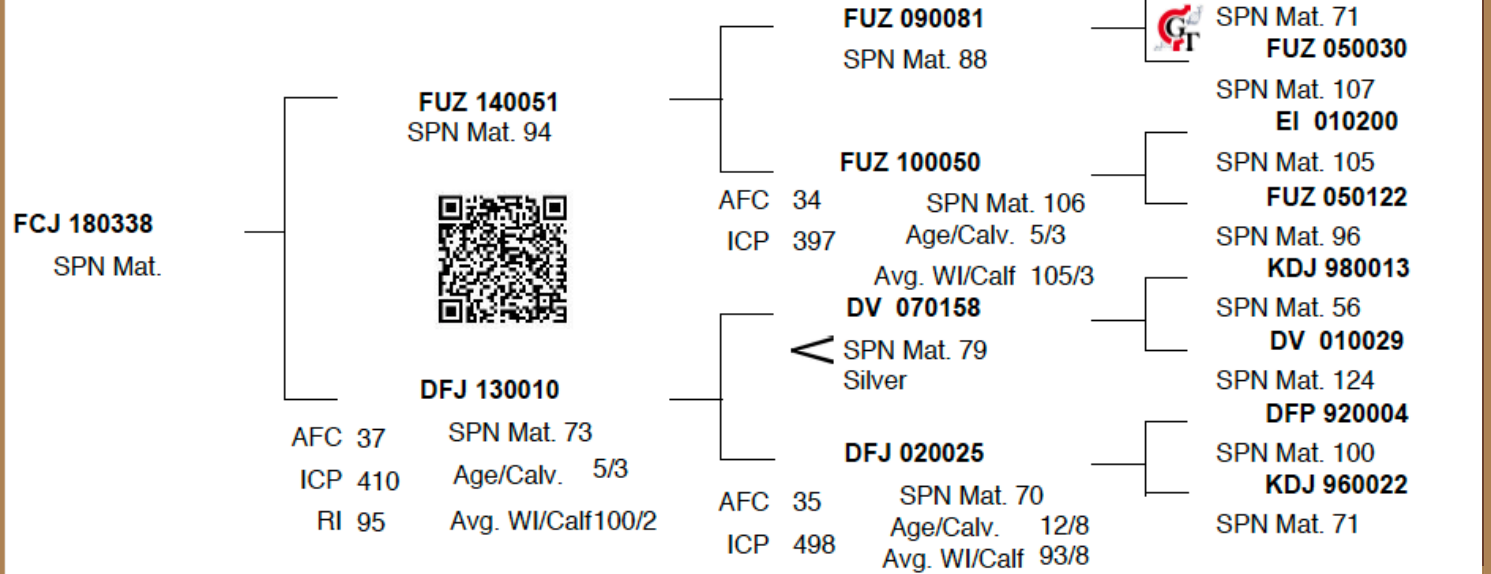 FCJ 180338
SPN Mat.
FUZ 140051
SPN Mat. 94
DFJ 130010
AFC 37 SPN Mat. 73
ICP 410 Age/Calv. 5/3
RI 95 Avg. WI/Calf100/2
FUZ 090081
SPN Mat. 88
FUZ 100050
AFC 34 SPN Mat. 106
ICP 397 Age/Calv. 5/3
Avg. WI/Calf 105/3
DV 070158
< SPN Mat. 79
Silver
DFJ 020025
AFC 35 SPN Mat. 70
Age/Calv. 12/8
ICP 498 Avg. WI/Calf 93/8
GT
SPN Mat. 71
FUZ 050030
SPN Mat. 107
EI 010200
SPN Mat. 105
FUZ 050122
SPN Mat. 96
KDJ 980013
SPN Mat. 56
DV 010029
SPN Mat. 124
DFP 920004
SPN Mat. 100
KDJ 960022
SPN Mat. 71